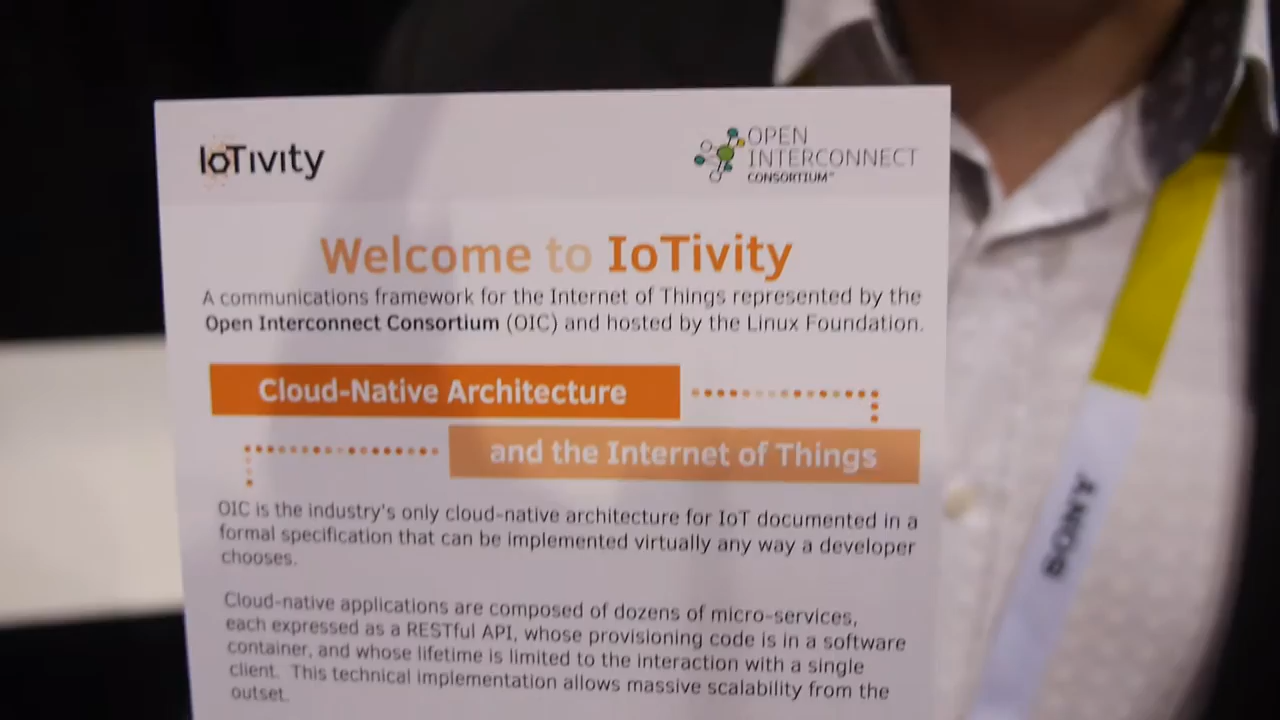 IoTivity
OPEN
INTERCONNECT
CONSORTIUM™
Welcome to IoTivity
A communications framework for the Internet of Things represented by the
Open Interconnect Consortium (OIC) and hosted by the Linux Foundation.
Cloud-Native Architecture
and the Internet of Things
OIC is the industry's only cloud-native architecture for IoT documented in a
formal specification that can be implemented virtually any way a developer
chooses.
Cloud-native applications are composed of dozens of micro-services,
each expressed as a RESTful API, whose provisioning code is in a software
container, and whose lifetime is limited to the interaction with a single
client. This technical implementation allows massive scalability from the
outset.
SONY